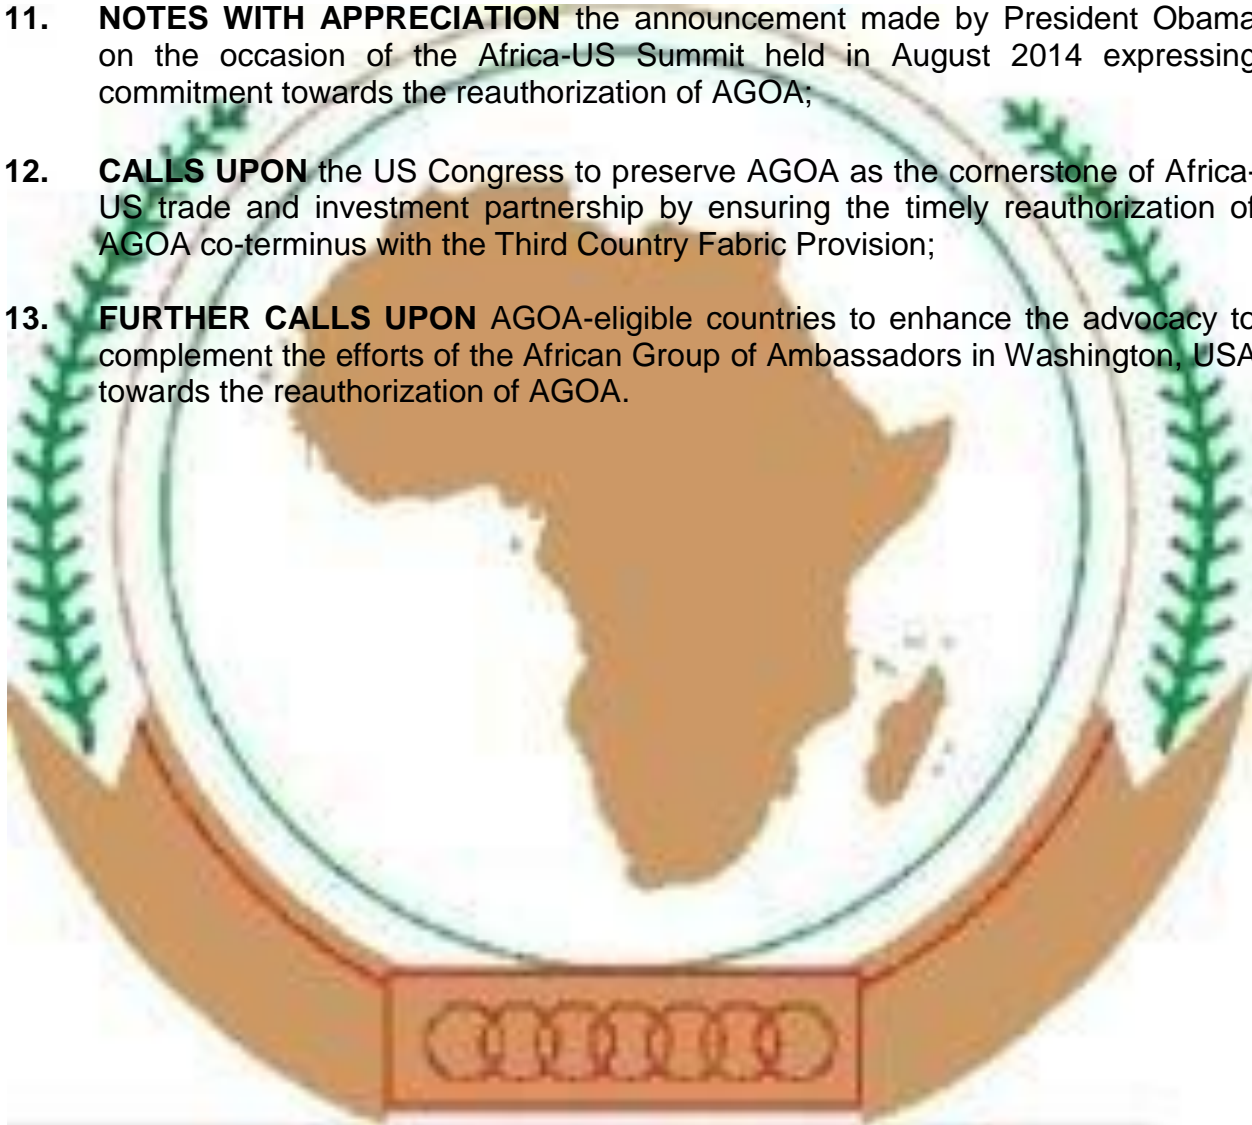 11. NOTES WITH APPRECIATION the announcement made by President Obama
on the occasion of the Africa-US Summit held in August 2014 expressing
commitment towards the reauthorization of AGOA;
12. CALLS UPON the US Congress to preserve AGOA as the cornerstone of Africa-
US trade and investment partnership by ensuring the timely reauthorization of
AGOA co-terminus with the Third Country Fabric Provision;
13. FURTHER CALLS UPON AGOA-eligible countries to enhance the advocacy to
complement the efforts of the African Group of Ambassadors in Washington, USA
towards the reauthorization of AGOA.